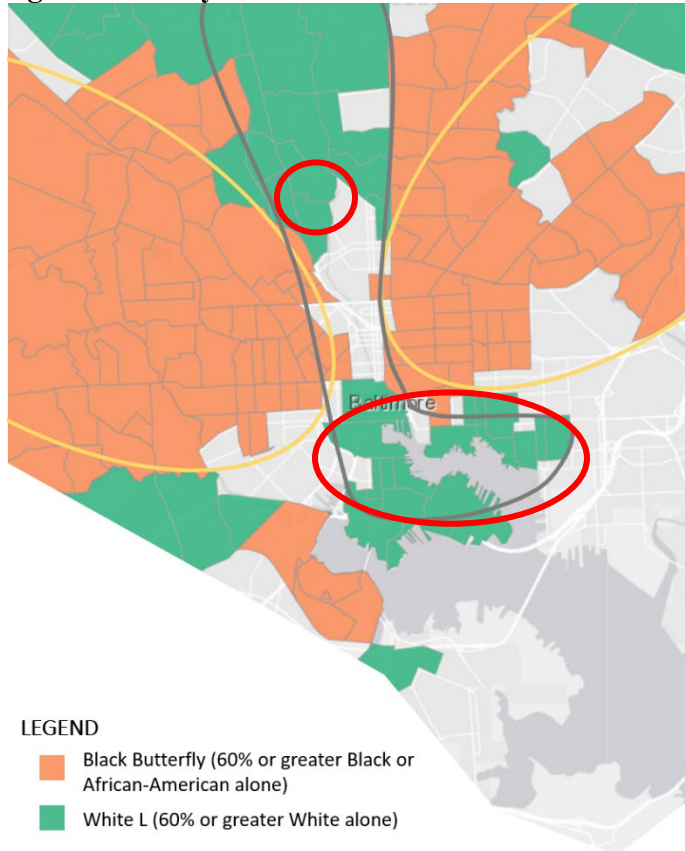 Baltimore
LEGEND
Black Butterfly (60% or greater Black or
African-American alone)
White L (60% or greater White alone)